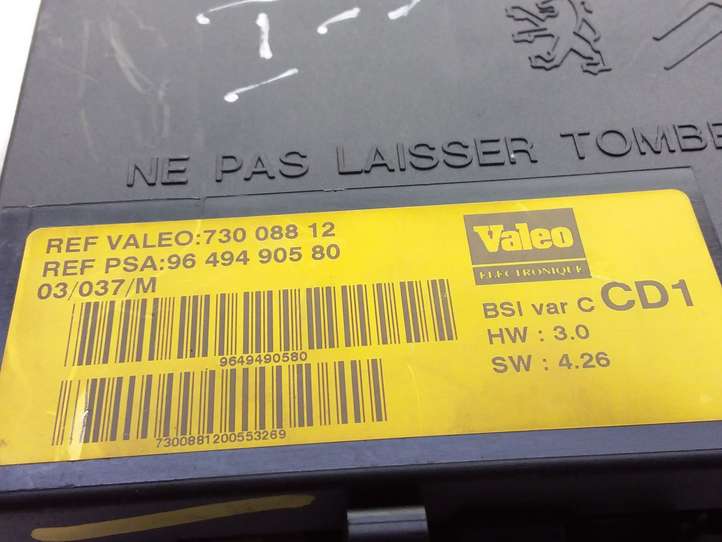 NE PAS LAISSER TOMBE
REF VALEO:730 088 12
REF PSA:96 494 905 80
03/037/M
9649490580
7300881200553269
Valeo
ELECTRONIQUE
BSI var C CD1
HW : 3.0
SW : 4.26